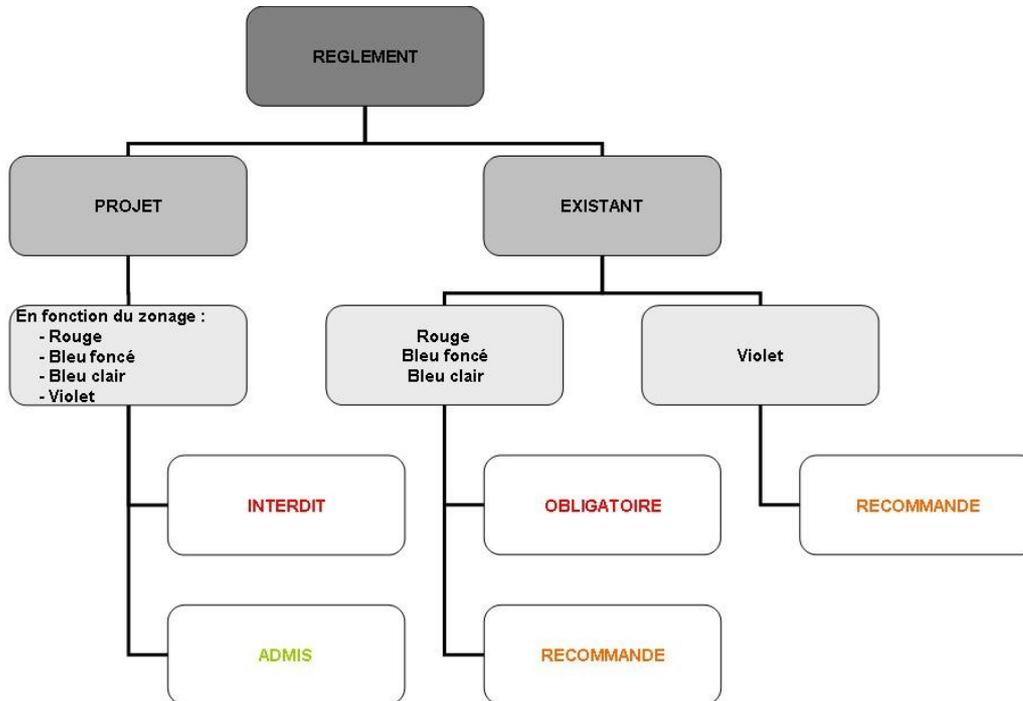 REGLEMENT
PROJET
EXISTANT
En fonction du zonage :
- Rouge
- Bleu foncé
- Bleu clair
- Violet
Rouge
Bleu foncé
Bleu clair
Violet
INTERDIT
OBLIGATOIRE
RECOMMANDE
ADMIS
RECOMMANDE